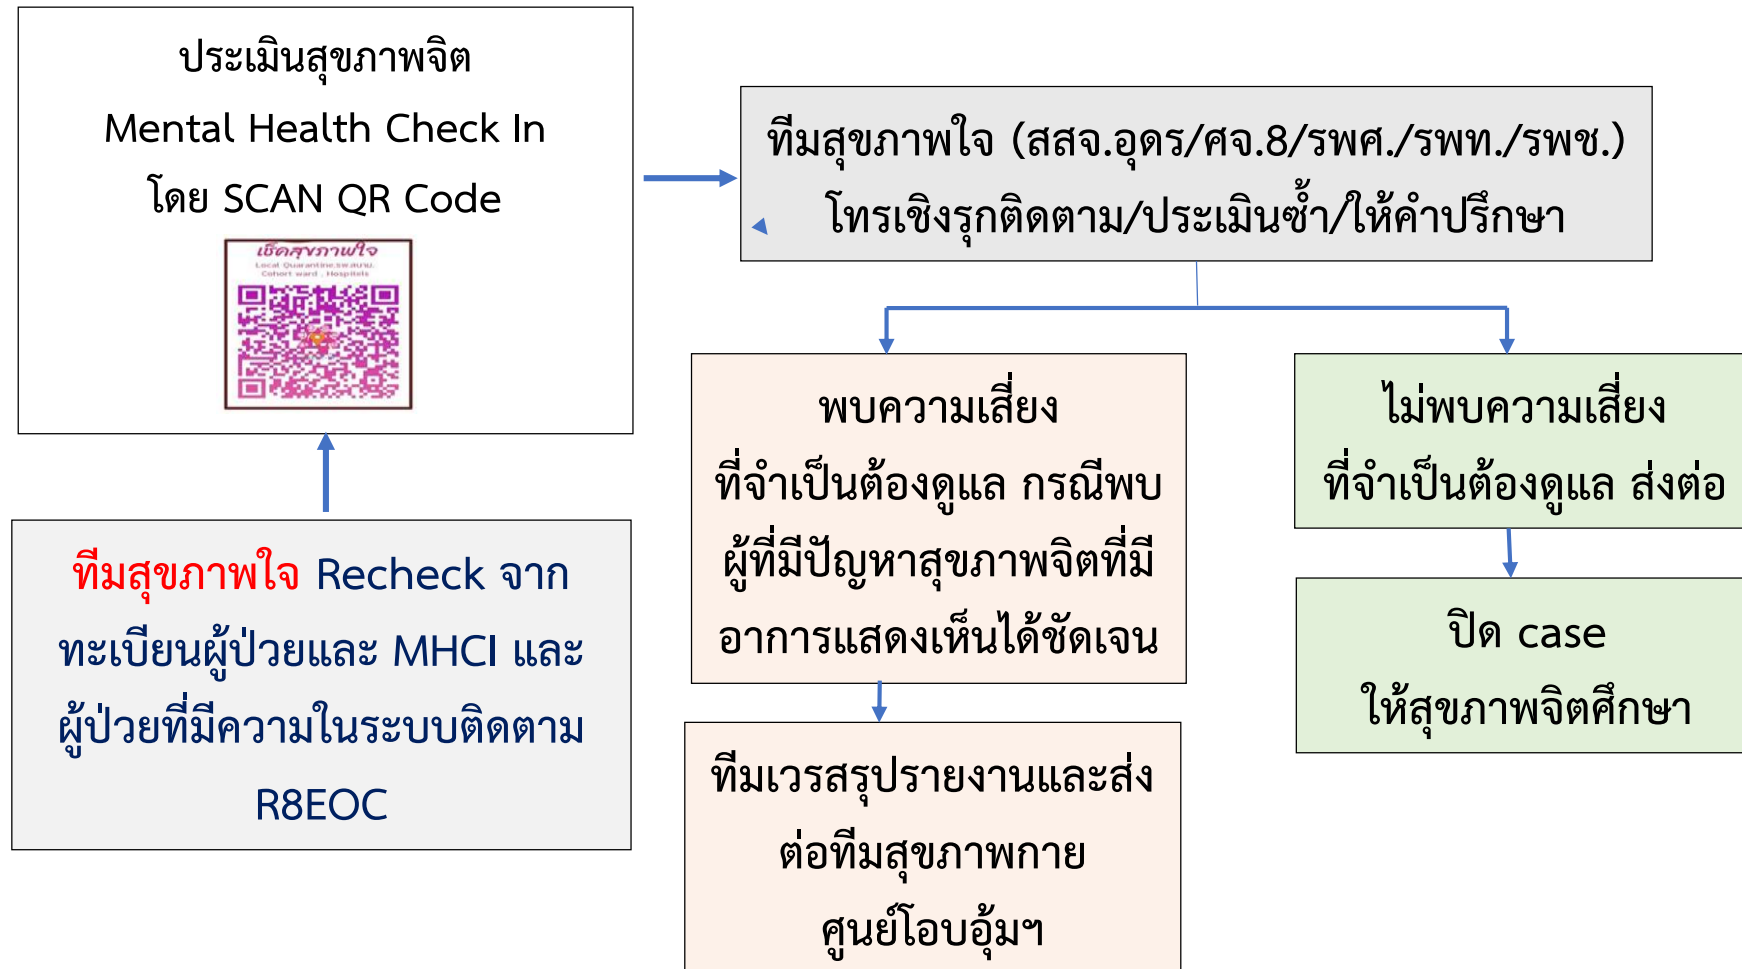 ประเมินสุขภาพจิต
Mental Health Check In
โดย SCAN QR Code
เช็คสุขภาพใจ
Local Quarantine,รพ.สนาม,
Cohort ward , Hospitels
ทีมสุขภาพใจ Recheck จาก
ทะเบียนผู้ป่วยและ MHCI และ
ผู้ป่วยที่มีความในระบบติดตาม
R8EOC
ทีมสุขภาพใจ (สสจ.อุดร/ศจ.8/รพศ./รพท./รพช.)
โทรเชิงรุกติดตาม/ประเมินซ้ำ/ให้คำปรึกษา
พบความเสี่ยง
ที่จำเป็นต้องดูแล กรณีพบ
ผู้ที่มีปัญหาสุขภาพจิตที่มี
อาการแสดงเห็นได้ชัดเจน
ทีมเวรสรุปรายงานและส่ง
ต่อทีมสุขภาพกาย
ศูนย์โอบอุ้มฯ
ไม่พบความเสี่ยง
ที่จำเป็นต้องดูแล ส่งต่อ
ปิด case
ให้สุขภาพจิตศึกษา